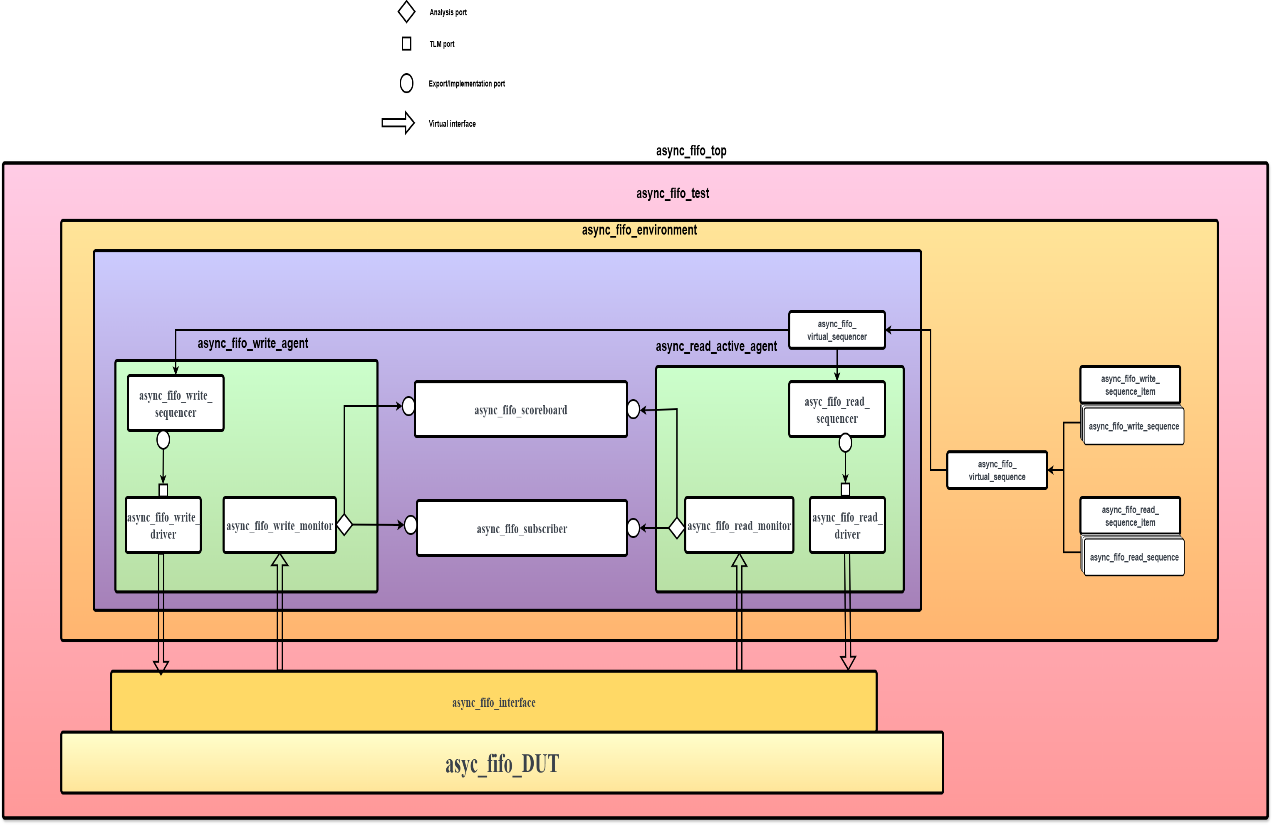 Analysis port
TLM port
Export/Implementation port
Virtual interface
async_fifo_top
async_fifo_test
async_fifo_environment
async_fifo_
virtual_sequencer
async_fifo_write_agent
async_read_active_agent
async_fifo_write_
sequencer
async_fifo_scoreboard
asyc_fifo_read_
sequencer
async_fifo_write_
sequence_item
async_fifo_write_sequence
async_fifo_
virtual_sequence
async_fifo_write_
driver
async_fifo_write_monitor
async_fifo_subscriber
async_fifo_read_monitor
async_fifo_read_
driver
async_fifo_read_
sequence_item
async_fifo_read_sequence
async_fifo_interface
asyc_fifo_DUT